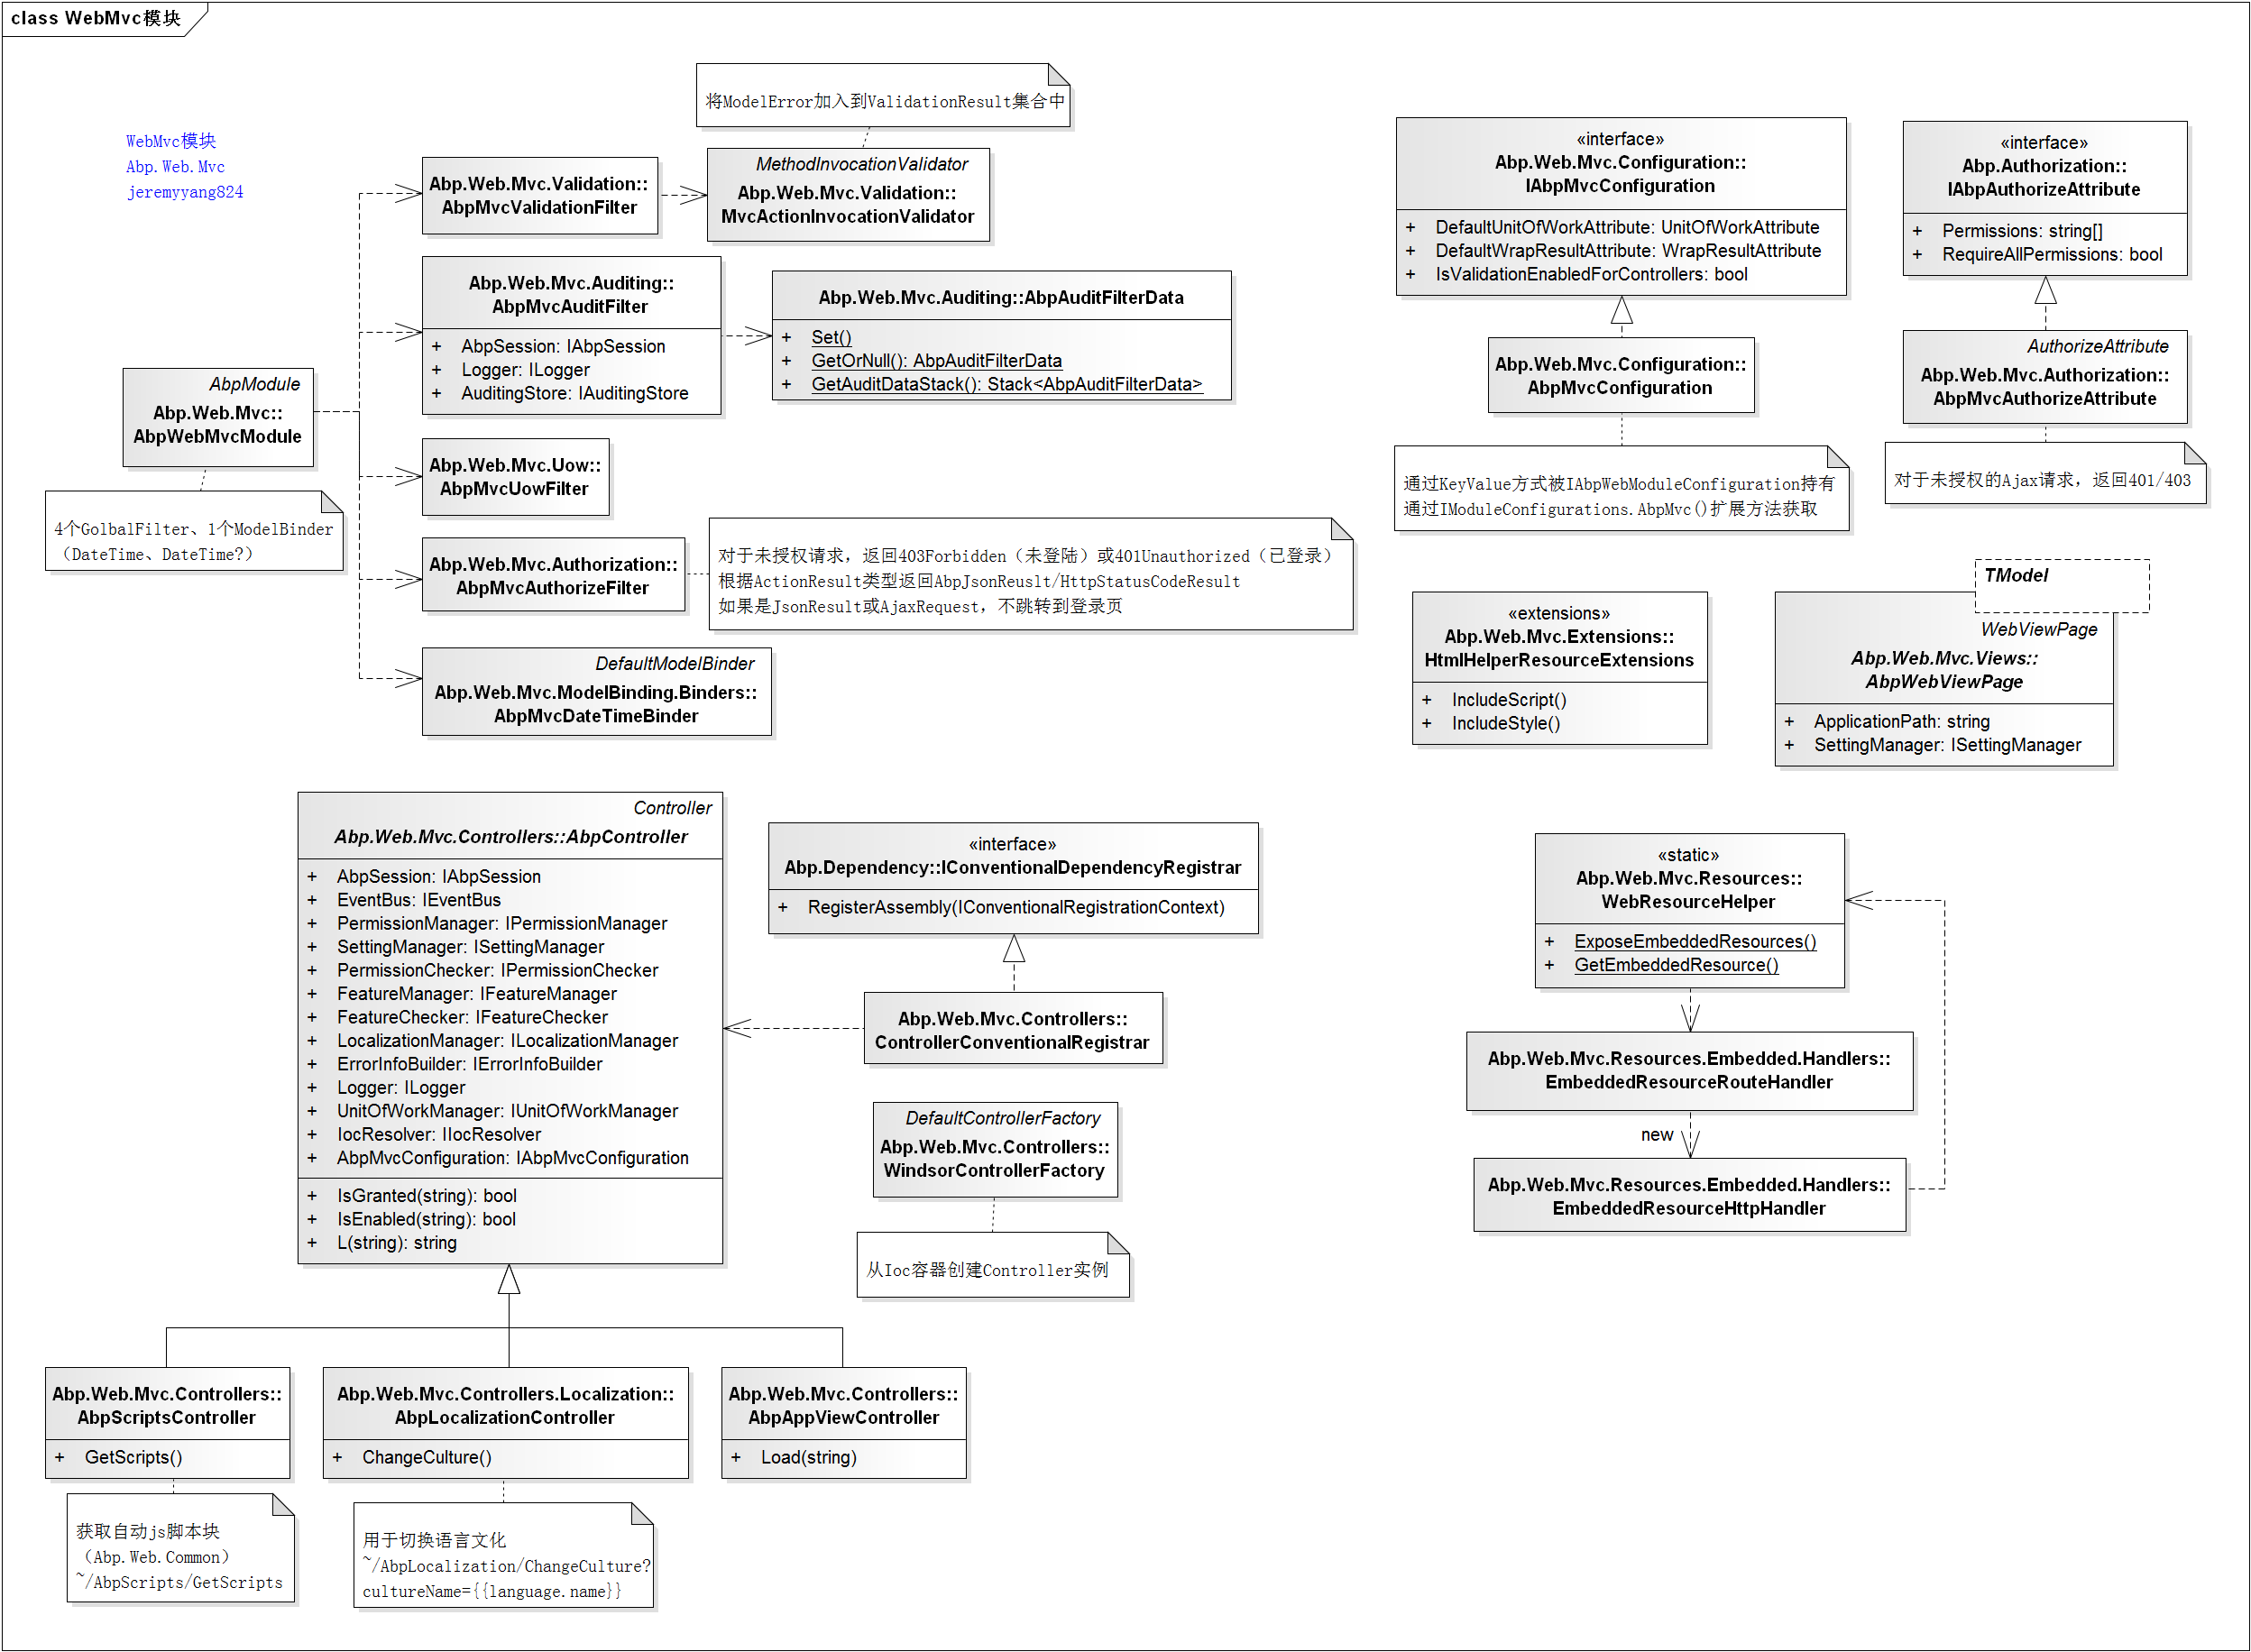 class WebMvc模块
WebMvc模块
Abp.Web.Mvc
jeremyyang824
将ModelError加入到ValidationResult集合中
Abp.Web.Mvc.Validation::
AbpMvcValidationFilter
MethodInvocationValidator
Abp.Web.Mvc.Validation::
MvcActionInvocationValidator
Abp.Web.Mvc.Auditing::
AbpMvcAuditFilter
+ AbpSession: IAbpSession
+ Logger: ILogger
+ AuditingStore: IAuditingStore
Abp.Web.Mvc.Auditing::AbpAuditFilterData
+ Set()
+ GetOrNull(): AbpAuditFilterData
+ GetAuditDataStack(): Stack<AbpAuditFilterData>
AbpModule
Abp.Web.Mvc::
AbpWebMvcModule
4个GolbalFilter、1个ModelBinder
（DateTime、DateTime?）
Abp.Web.Mvc.Uow::
AbpMvcUowFilter
Abp.Web.Mvc.Authorization::
AbpMvcAuthorizeFilter
对于未授权请求，返回403Forbidden（未登陆）或401Unauthorized（已登录）
根据ActionResult类型返回AbpJsonReuslt/HttpStatusCodeResult
如果是JsonResult或AjaxRequest，不跳转到登录页
DefaultModelBinder
Abp.Web.Mvc.ModelBinding.Binders::
AbpMvcDateTimeBinder
«interface»
Abp.Web.Mvc.Configuration::
IAbpMvcConfiguration
+ DefaultUnitOfWorkAttribute: UnitOfWorkAttribute
+ DefaultWrapResultAttribute: WrapResultAttribute
+ IsValidationEnabledForControllers: bool
Abp.Web.Mvc.Configuration::
AbpMvcConfiguration
通过KeyValue方式被IAbpWebModuleConfiguration持有
通过IModuleConfigurations.AbpMvc()扩展方法获取
«interface»
Abp.Authorization::
IAbpAuthorizeAttribute
+ Permissions: string[]
+ RequireAllPermissions: bool
AuthorizeAttribute
Abp.Web.Mvc.Authorization::
AbpMvcAuthorizeAttribute
对于未授权的Ajax请求，返回401/403
«extensions»
Abp.Web.Mvc.Extensions::
HtmlHelperResourceExtensions
+ IncludeScript()
+ IncludeStyle()
TModel
WebViewPage
Abp.Web.Mvc.Views::
AbpWebViewPage
+ ApplicationPath: string
+ SettingManager: ISettingManager
Controller
Abp.Web.Mvc.Controllers::AbpController
+ AbpSession: IAbpSession
+ EventBus: IEventBus
+ PermissionManager: IPermissionManager
+ SettingManager: ISettingManager
+ PermissionChecker: IPermissionChecker
+ FeatureManager: IFeatureManager
+ FeatureChecker: IFeatureChecker
+ LocalizationManager: ILocalizationManager
+ ErrorInfoBuilder: IErrorInfoBuilder
+ Logger: ILogger
+ UnitOfWorkManager: IUnitOfWorkManager
+ IocResolver: IIocResolver
+ AbpMvcConfiguration: IAbpMvcConfiguration
+ IsGranted(string): bool
+ IsEnabled(string): bool
+ L(string): string
«interface»
Abp.Dependency::IConventionalDependencyRegistrar
+ RegisterAssembly(IConventionalRegistrationContext)
Abp.Web.Mvc.Controllers::
ControllerConventionalRegistrar
DefaultControllerFactory
Abp.Web.Mvc.Controllers::
WindsorControllerFactory
从Ioc容器创建Controller实例
«static»
Abp.Web.Mvc.Resources::
WebResourceHelper
+ ExposeEmbeddedResources()
+ GetEmbeddedResource()
Abp.Web.Mvc.Resources.Embedded.Handlers::
EmbeddedResourceRouteHandler
new
Abp.Web.Mvc.Resources.Embedded.Handlers::
EmbeddedResourceHttpHandler
Abp.Web.Mvc.Controllers::
AbpScriptsController
+ GetScripts()
获取自动js脚本块
（Abp.Web.Common）
~/AbpScripts/GetScripts
Abp.Web.Mvc.Controllers.Localization::
AbpLocalizationController
+ ChangeCulture()
用于切换语言文化
~/AbpLocalization/ChangeCulture?
cultureName={{language.name}}
Abp.Web.Mvc.Controllers::
AbpAppViewController
+ Load(string)